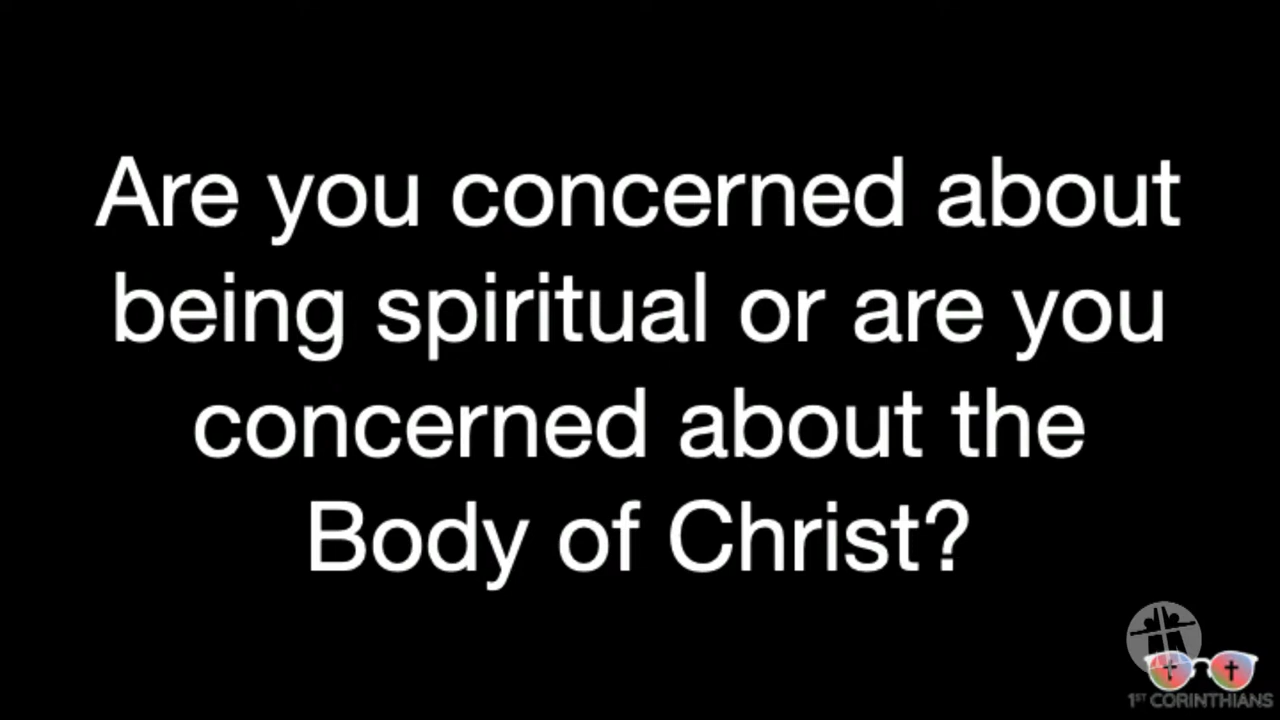 Are you concerned about
being spiritual or are you
concerned about the
Body of Christ?
1ST CORINTHIANS